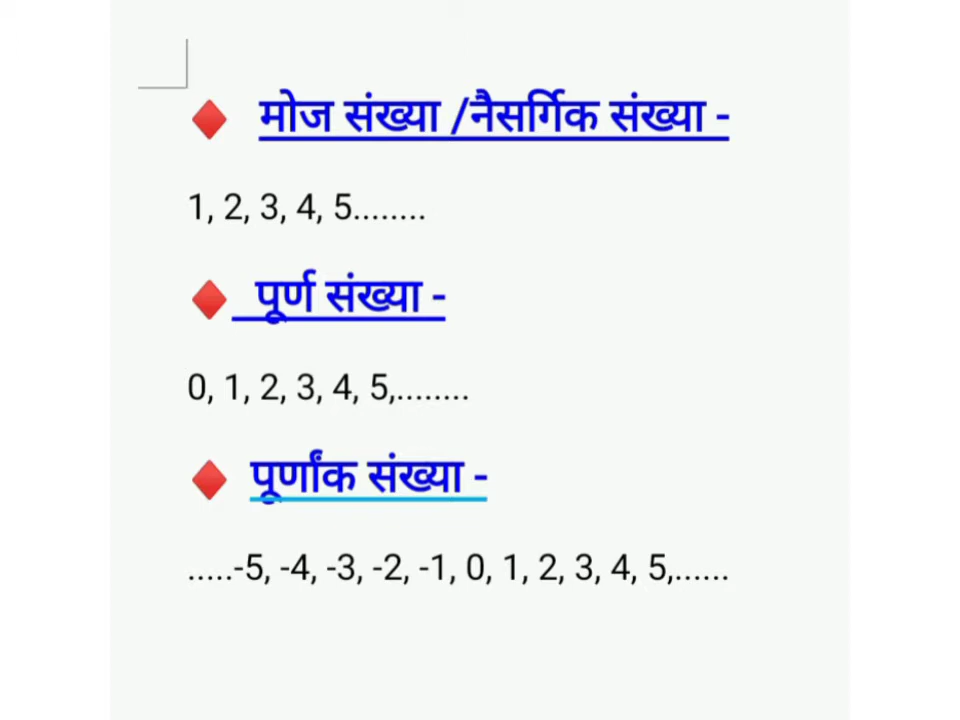 ♦ मोज संख्या /नैसर्गिक संख्या -
1, 2, 3, 4, 5........
♦ पूर्ण संख्या -
0, 1, 2, 3, 4, 5,........
♦ पूर्णांक संख्या -
.....-5, -4, -3, -2, -1, 0, 1, 2, 3, 4, 5,......